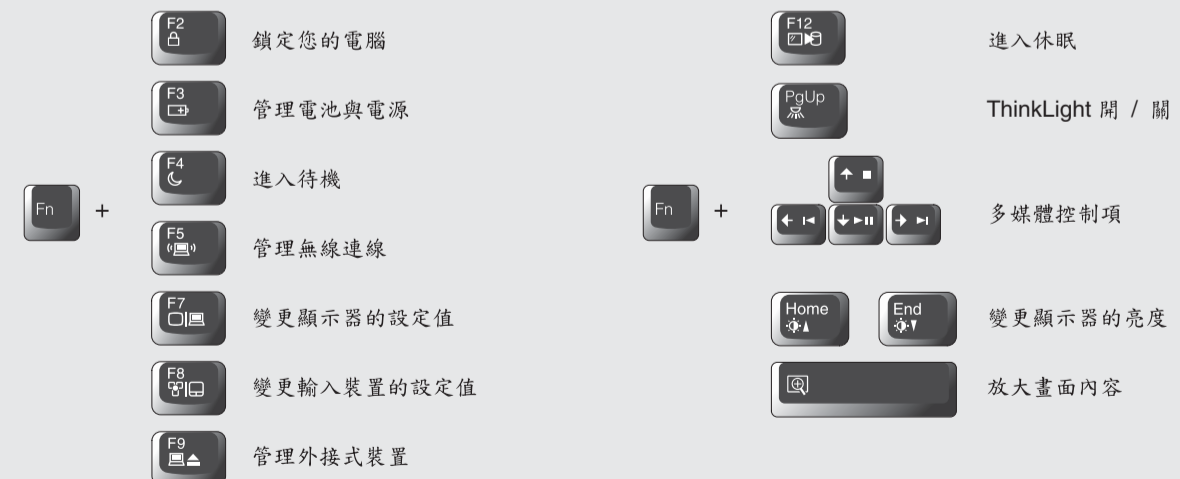 Fn +
F2 鎖定您的電腦
F3 管理電池與電源
F4 進入待機
F5 管理無線連線
F7 變更顯示器的設定值
F8 變更輸入裝置的設定值
F9 管理外接式裝置
Fn +
F12 進入休眠
PgUp ThinkLight 開 / 關
多媒體控制項
Home End 變更顯示器的亮度
放大畫面內容